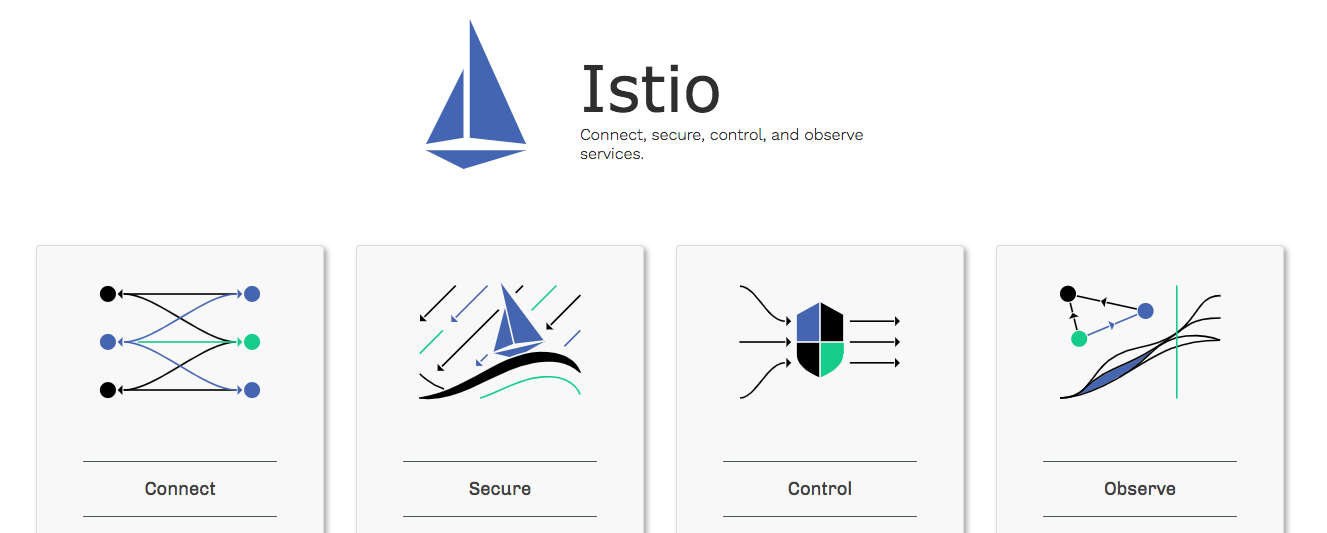 Istio
Connect, secure, control, and observe
services.
Connect
Secure
Control
Observe